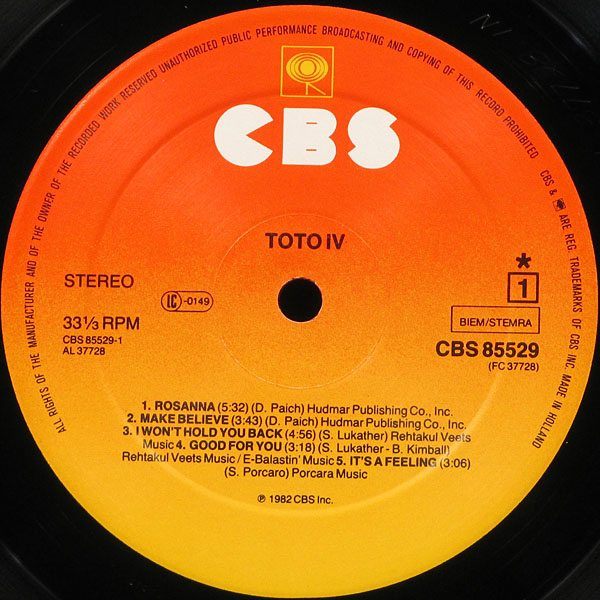 ALL RIGHTS OF THE MANUFACTURER AND OF THE OWNER OF THE RECORDED WORK RESERVED UNAUTHORIZED PUBLIC PERFORMANCE BROADCASTING AND COPYING OF THIS RECORD PROHIBITED CBS & ARE REG. TRADEMARKS OF CBS INC. MADE IN HOLLAND
CBS
TOTO IV
STEREO
LC-0149
*
1
33⅓ RPM
BIEM/STEMRA
CBS 85529-1
AL 37728
CBS 85529
(FC 37728)
1. ROSANNA (5:32) (D. Paich) Hudmar Publishing Co., Inc.
2. MAKE BELIEVE (3:43) (D. Paich) Hudmar Publishing Co., Inc.
3. I WON'T HOLD YOU BACK (4:56) (S. Lukather) Rehtakul Veets
Music 4. GOOD FOR YOU (3:18) (S. Lukather - B. Kimball)
Rehtakul Veets Music / E-Balastin' Music 5. IT'S A FEELING (3:06)
(S. Porcaro) Porcara Music
℗ 1982 CBS Inc.